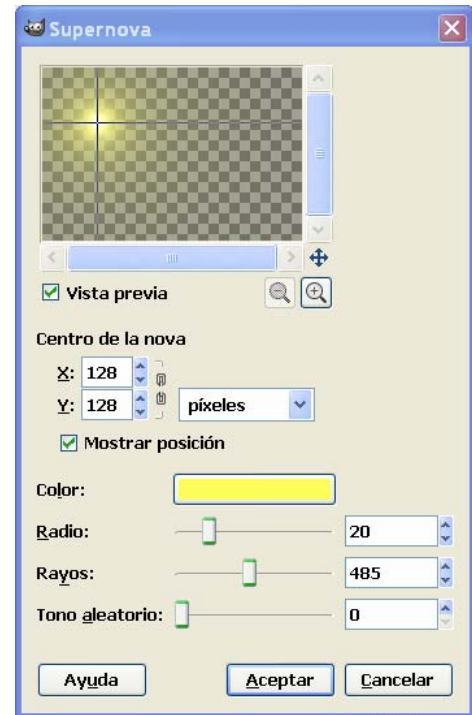 Supernova
Vista previa
Centro de la nova
X: 128
Y: 128 píxeles
Mostrar posición
Color:
Radio: 20
Rayos: 485
Tono aleatorio: 0
Ayuda Aceptar Cancelar